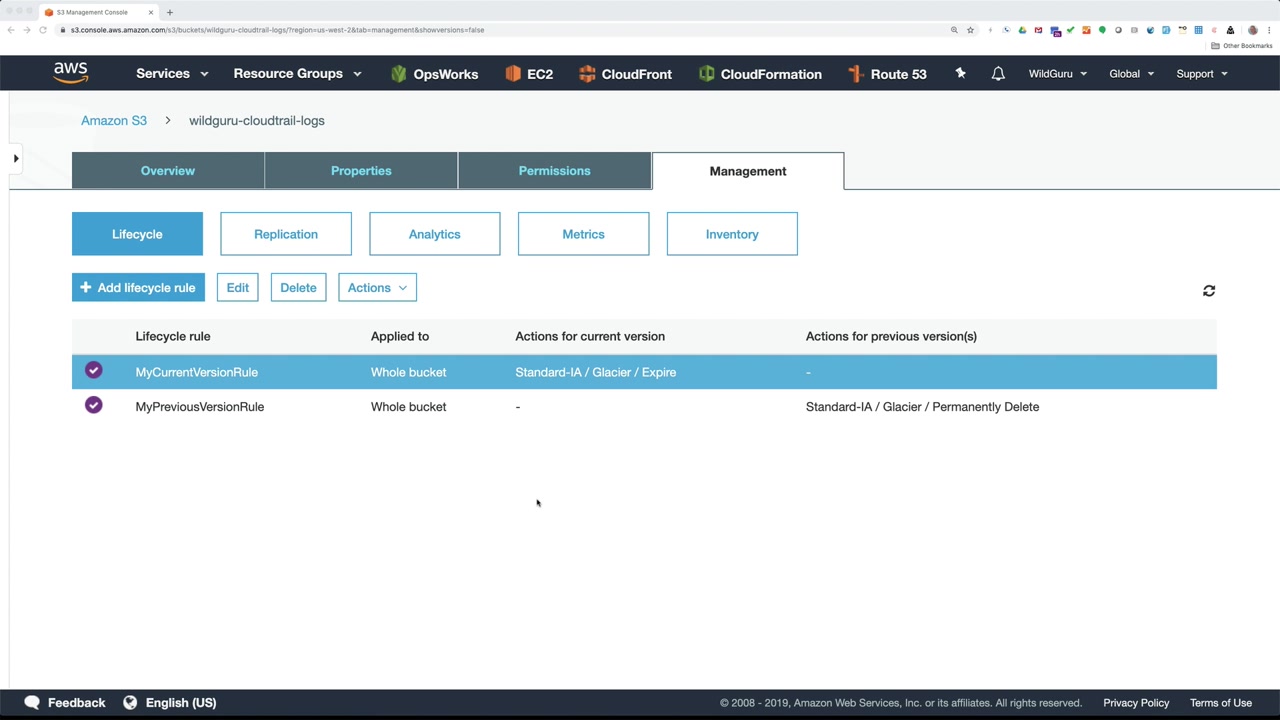 S3 Management Console
s3.console.aws.amazon.com/s3/buckets/wildguru-cloudtrail-logs/?region=us-west-2&tab=management&showversions=false
Other Bookmarks
aws Services Resource Groups OpsWorks EC2 CloudFront CloudFormation Route 53 WildGuru Global Support
Amazon S3 > wildguru-cloudtrail-logs
Overview Properties Permissions Management
Lifecycle Replication Analytics Metrics Inventory
+ Add lifecycle rule Edit Delete Actions
Lifecycle rule Applied to Actions for current version Actions for previous version(s)
MyCurrentVersionRule Whole bucket Standard-IA / Glacier / Expire -
MyPreviousVersionRule Whole bucket - Standard-IA / Glacier / Permanently Delete
Feedback English (US) © 2008 - 2019, Amazon Web Services, Inc. or its affiliates. All rights reserved. Privacy Policy Terms of Use